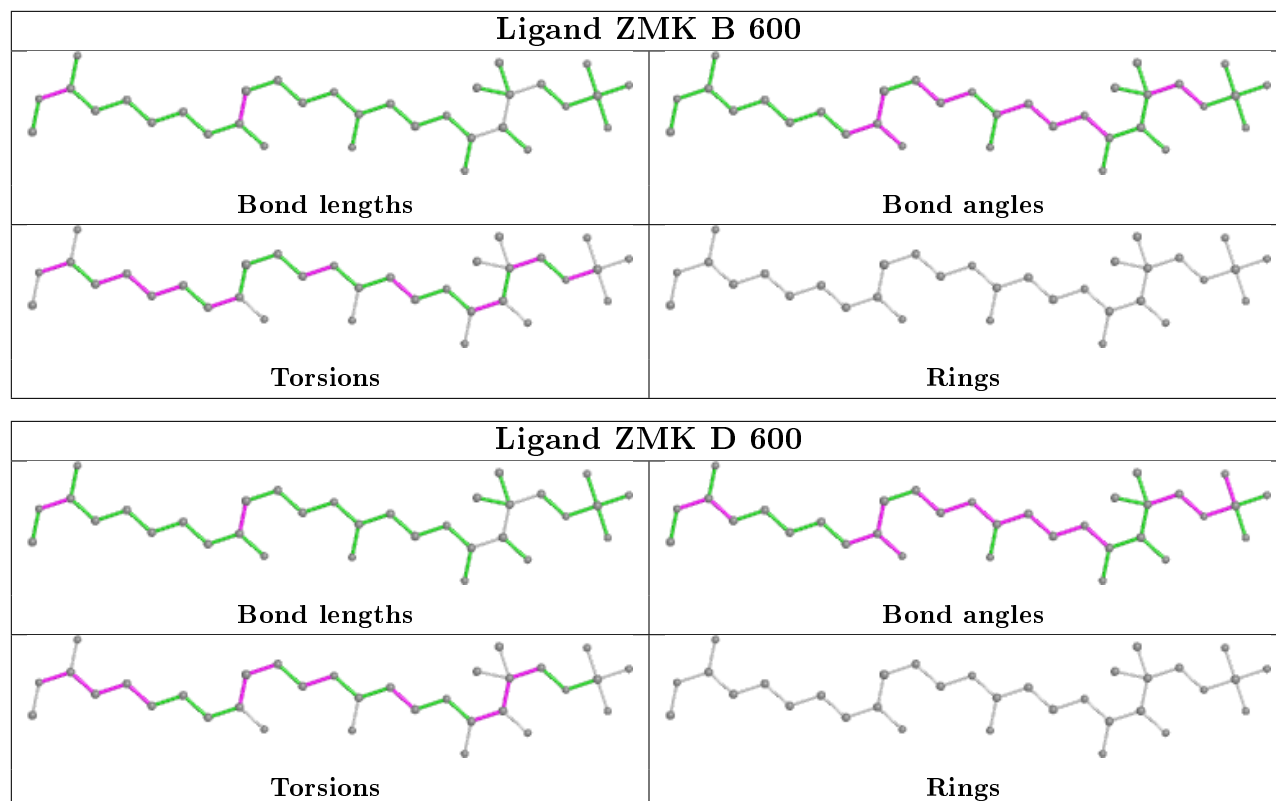 Ligand ZMK B 600
Bond lengths
Bond angles
Torsions
Rings
Ligand ZMK D 600
Bond lengths
Bond angles
Torsions
Rings